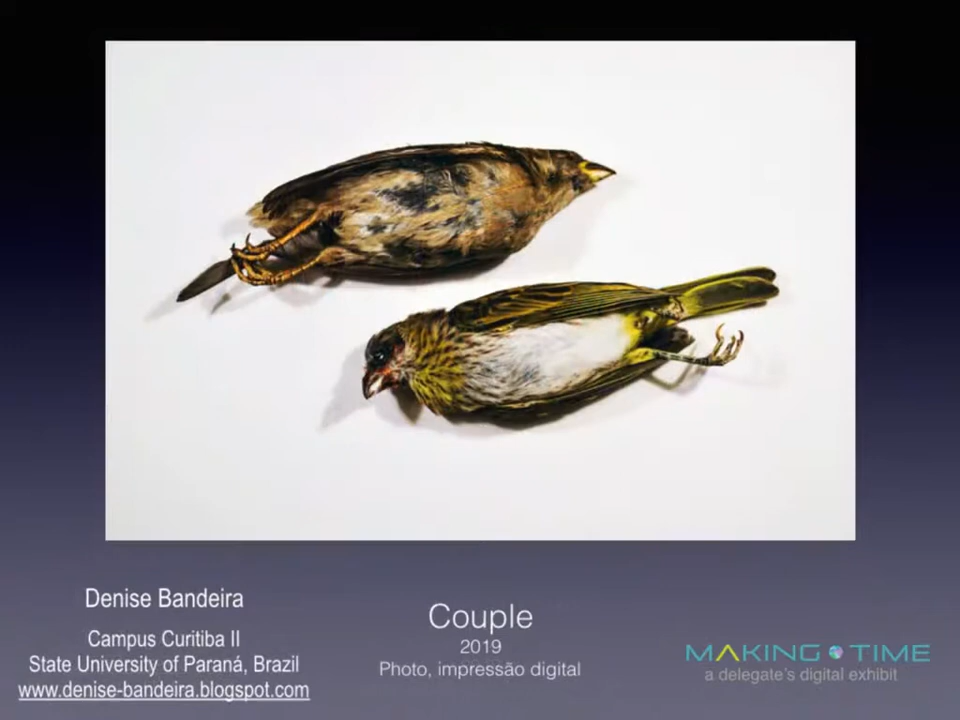 Denise Bandeira
Campus Curitiba II
State University of Paraná, Brazil
www.denise-bandeira.blogspot.com
Couple
2019
Photo, impressão digital
MAKING TIME
a delegate's digital exhibit